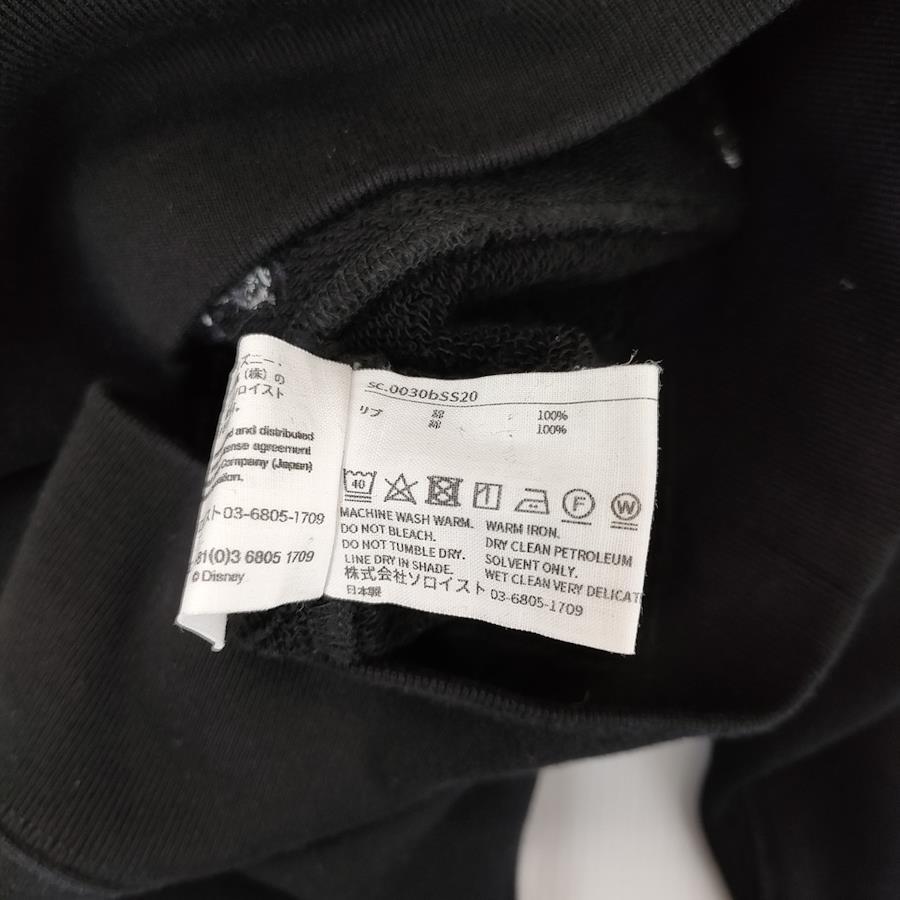 ズニー・
(株)の
ロイスト
and distributed
agreement
Company (Japan)
スト 03-6805-1709
81(0)3 6805 1709
© Disney
sc.0030bSS20
綿 100%
リブ 綿 100%
40
F
W
MACHINE WASH WARM.
DO NOT BLEACH.
DO NOT TUMBLE DRY.
LINE DRY IN SHADE.
WARM IRON.
DRY CLEAN PETROLEUM
SOLVENT ONLY.
WET CLEAN VERY DELICAT
株式会社ソロイスト 03-6805-1709
日本製